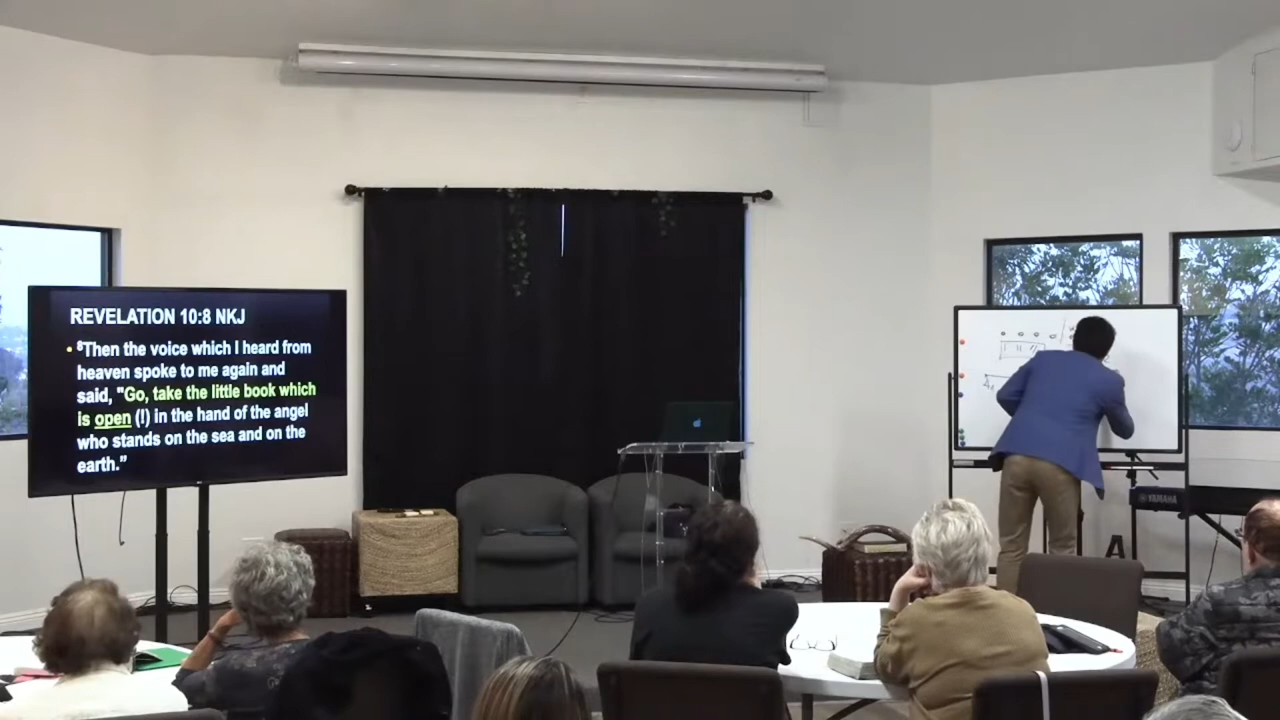 REVELATION 10:8 NKJ
• ⁸Then the voice which I heard from
heaven spoke to me again and
said, "Go, take the little book which
is open (!) in the hand of the angel
who stands on the sea and on the
earth."
YAMAHA